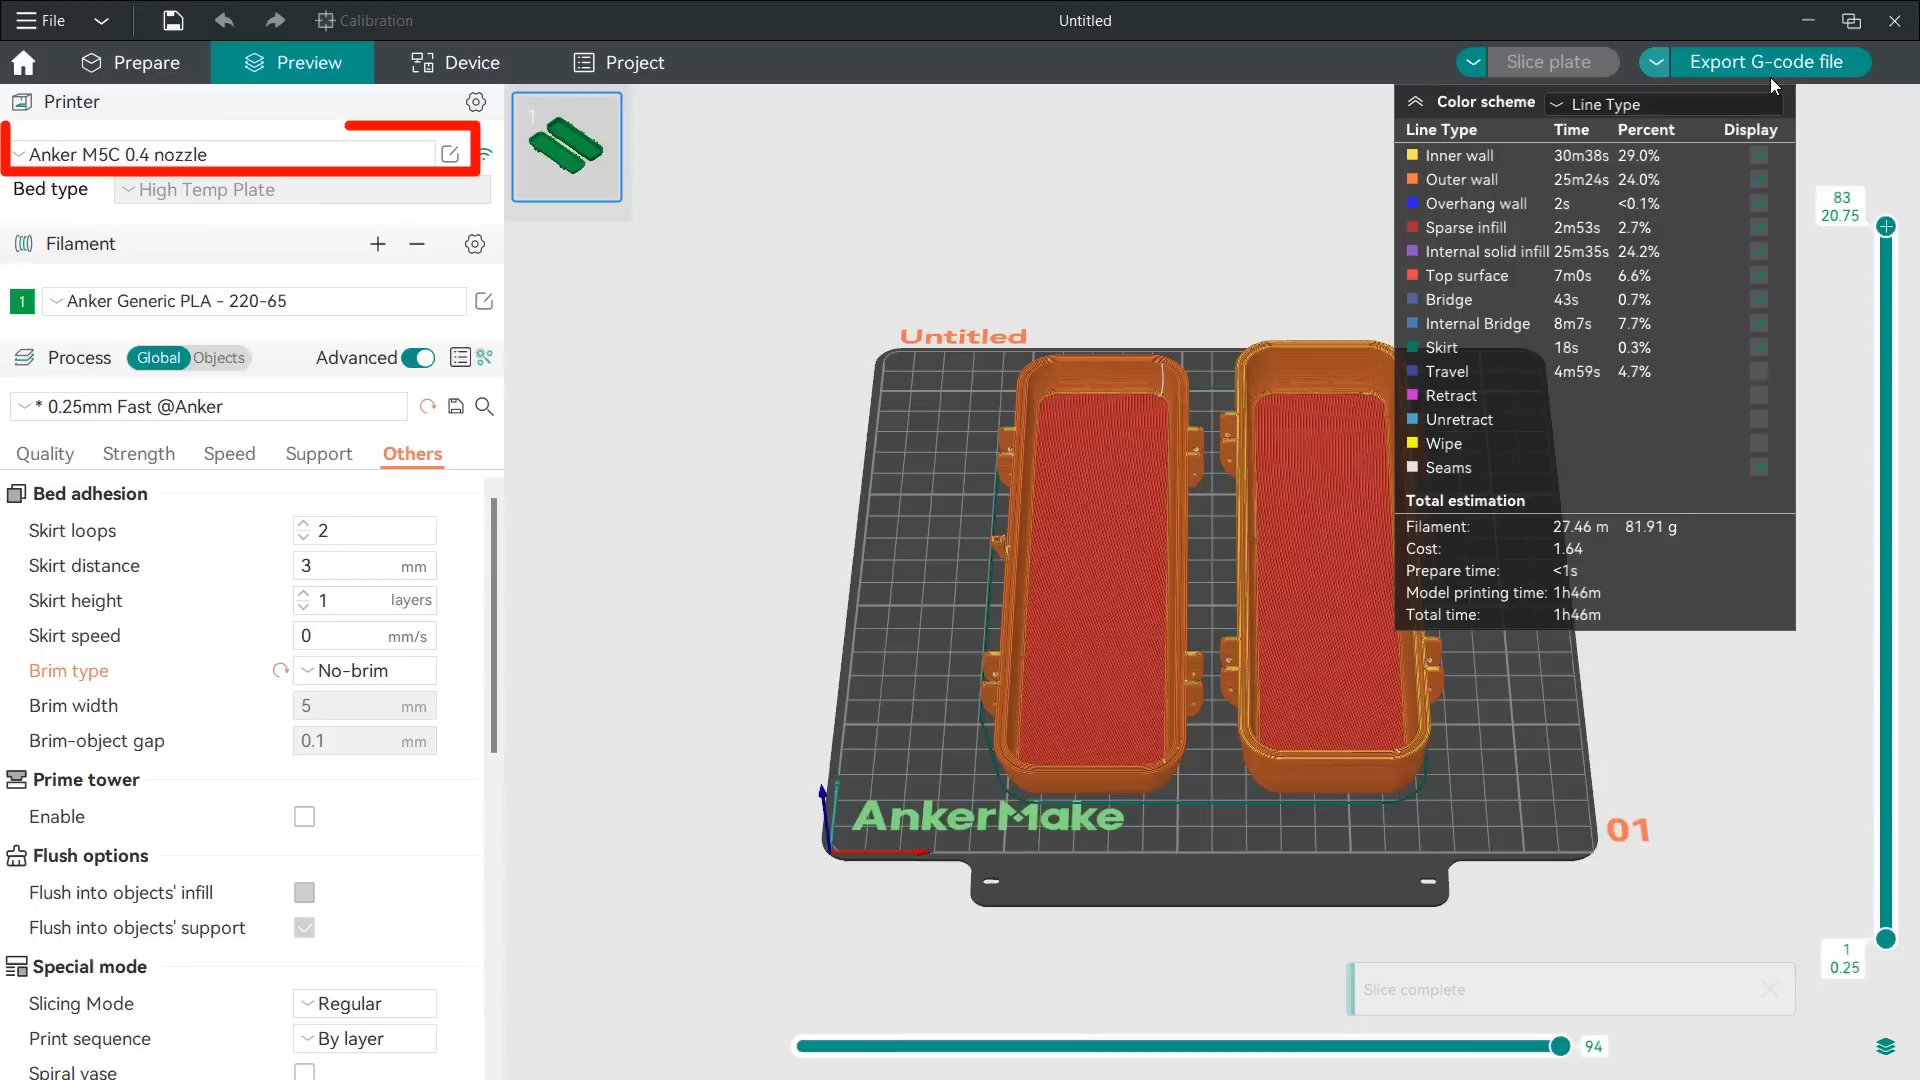 File
Calibration
Untitled
Prepare
Preview
Device
Project
Slice plate
Export G-code file
Printer
Anker M5C 0.4 nozzle
Bed type
High Temp Plate
Filament
1
Anker Generic PLA - 220-65
Process
Global
Objects
Advanced
* 0.25mm Fast @Anker
Quality
Strength
Speed
Support
Others
Bed adhesion
Skirt loops
2
Skirt distance
3 mm
Skirt height
1 layers
Skirt speed
0 mm/s
Brim type
No-brim
Brim width
5 mm
Brim-object gap
0.1 mm
Prime tower
Enable
Flush options
Flush into objects' infill
Flush into objects' support
Special mode
Slicing Mode
Regular
Print sequence
By layer
Spiral vase
1
Untitled
AnkerMake
01
Color scheme
Line Type
Line Type Time Percent Display
Inner wall 30m38s 29.0%
Outer wall 25m24s 24.0%
Overhang wall 2s <0.1%
Sparse infill 2m53s 2.7%
Internal solid infill 25m35s 24.2%
Top surface 7m0s 6.6%
Bridge 43s 0.7%
Internal Bridge 8m7s 7.7%
Skirt 18s 0.3%
Travel 4m59s 4.7%
Retract
Unretract
Wipe
Seams
Total estimation
Filament: 27.46 m 81.91 g
Cost: 1.64
Prepare time: <1s
Model printing time: 1h46m
Total time: 1h46m
83
20.75
1
0.25
Slice complete
94